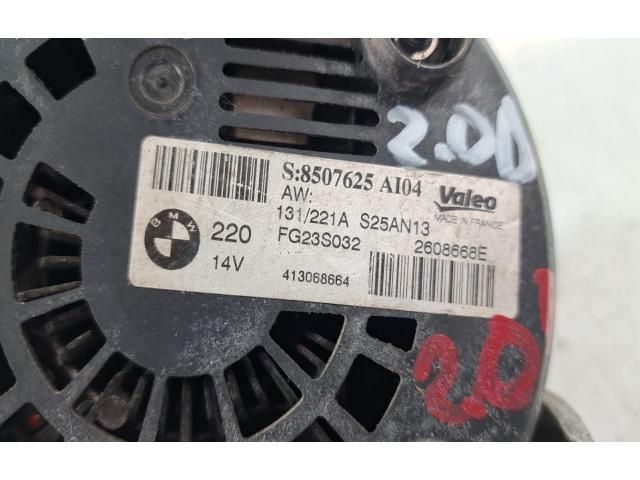 2.0D
S:8507625 AI04
AW:
Valeo
MADE IN FRANCE
131/221A S25AN13
BMW
220
FG23S032
2608668E
14V
413068664
2.0